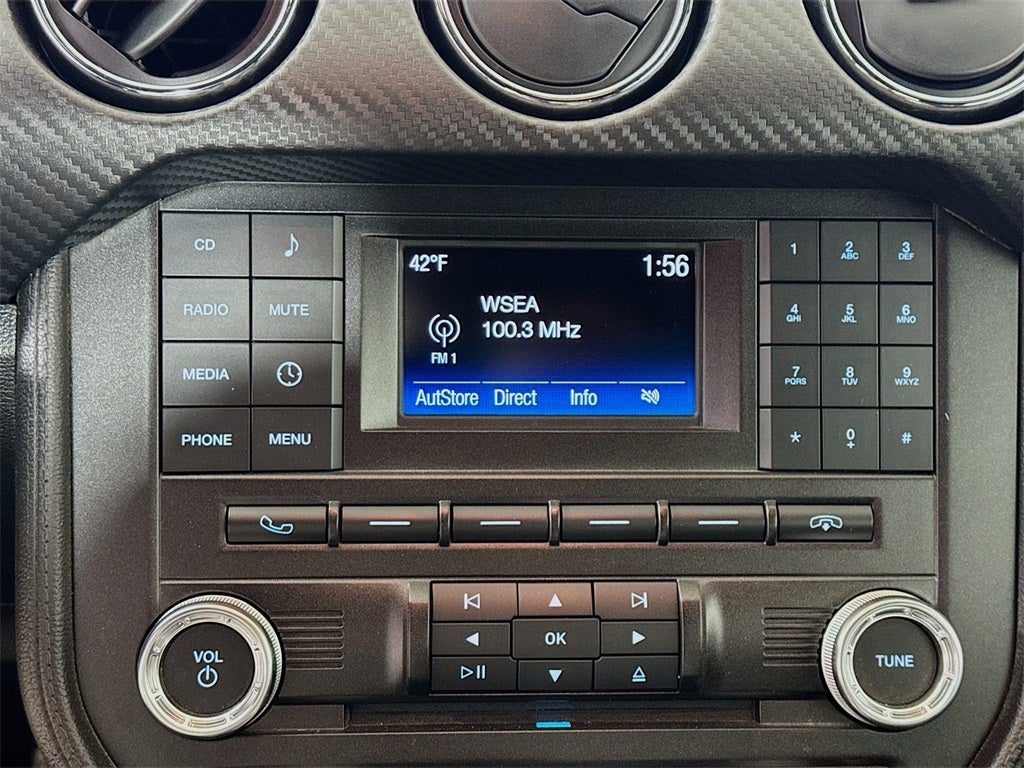 42°F
1:56
WSEA
100.3 MHz
FM 1
AutStore Direct Info
CD
RADIO MUTE
MEDIA
PHONE MENU
1 2 ABC 3 DEF
4 GHI 5 JKL 6 MNO
7 PQRS 8 TUV 9 WXYZ
* 0 + #
OK
VOL
TUNE